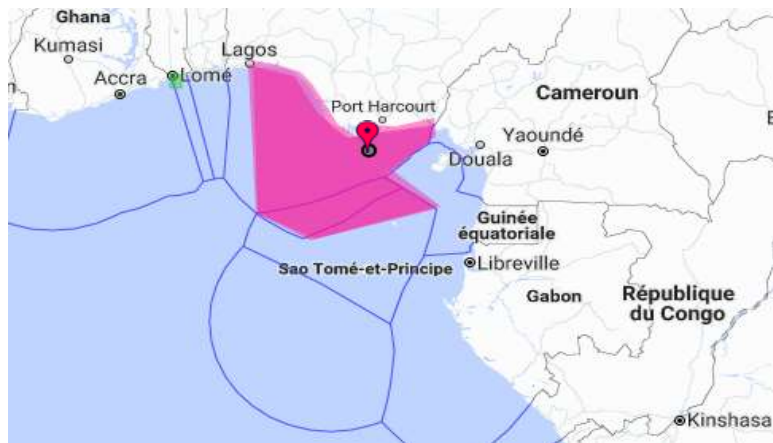 Ghana
Kumasi
Lagos
Accra
Lomé
Port Harcourt
Cameroun
Yaoundé
Douala
Guinée
équatoriale
Sao Tomé-et-Principe
Libreville
Gabon
République
du Congo
Kinshasa